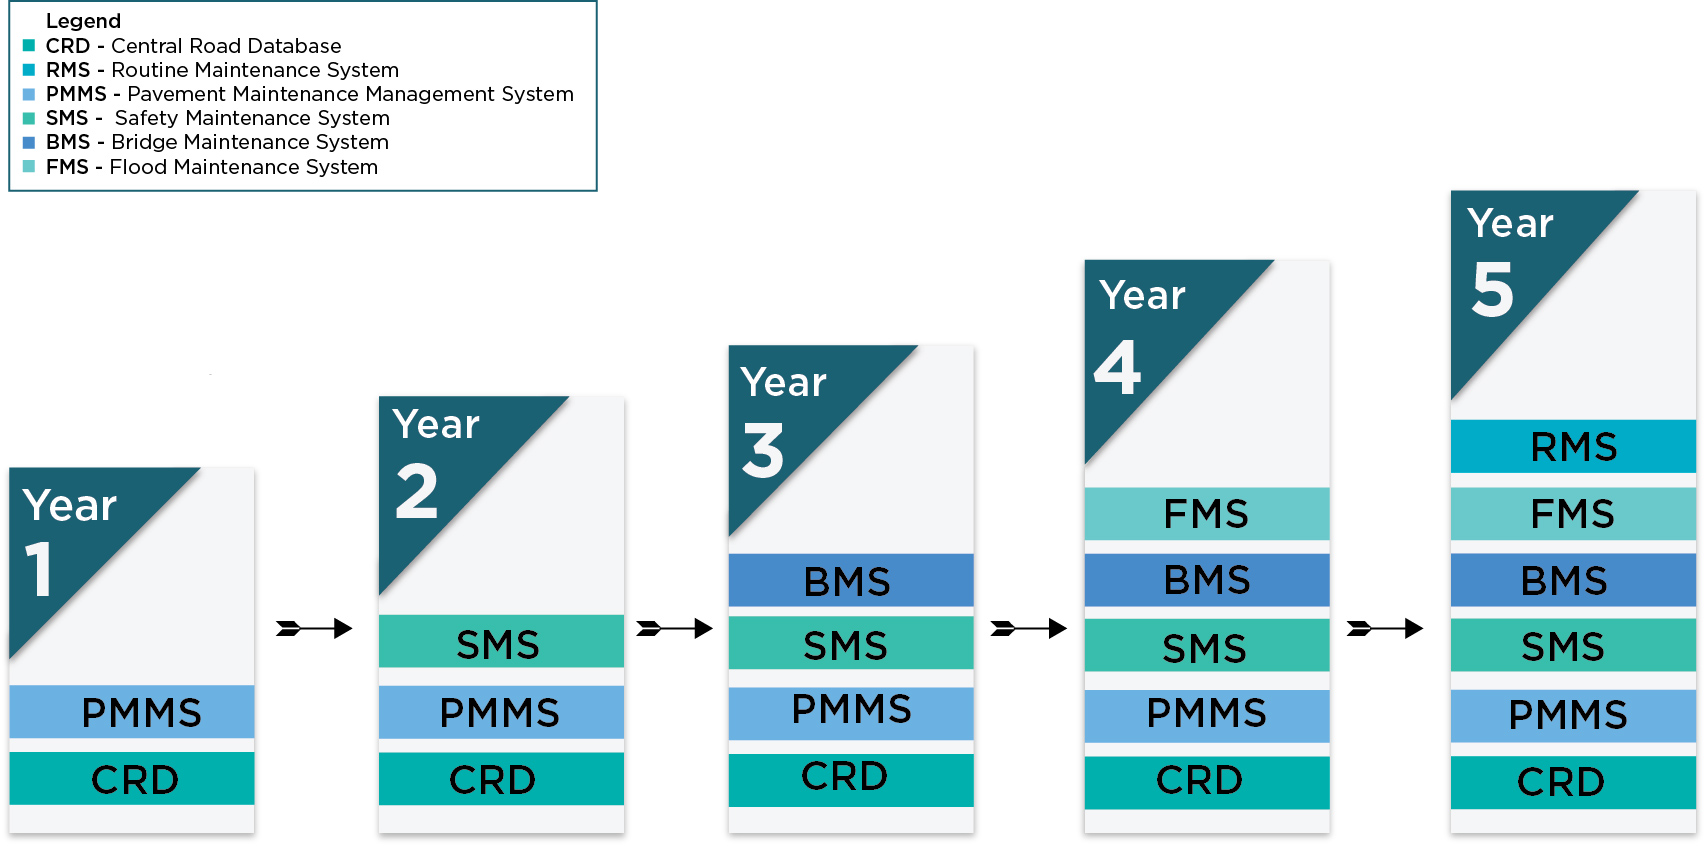 Legend
CRD - Central Road Database
RMS - Routine Maintenance System
PMMS - Pavement Maintenance Management System
SMS - Safety Maintenance System
BMS - Bridge Maintenance System
FMS - Flood Maintenance System
Year
1
PMMS
CRD
Year
2
SMS
PMMS
CRD
Year
3
BMS
SMS
PMMS
CRD
Year
4
FMS
BMS
SMS
PMMS
CRD
Year
5
RMS
FMS
BMS
SMS
PMMS
CRD